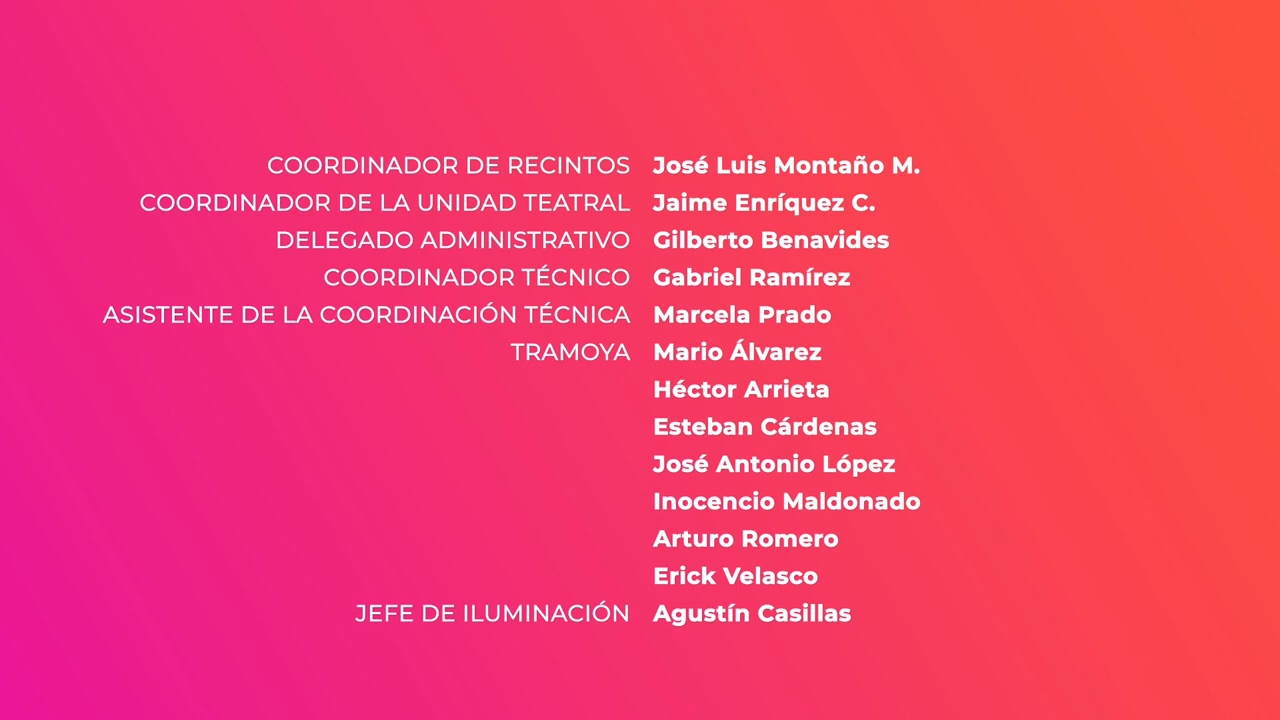 COORDINADOR DE RECINTOS José Luis Montaño M.
COORDINADOR DE LA UNIDAD TEATRAL Jaime Enríquez C.
DELEGADO ADMINISTRATIVO Gilberto Benavides
COORDINADOR TÉCNICO Gabriel Ramírez
ASISTENTE DE LA COORDINACIÓN TÉCNICA Marcela Prado
TRAMOYA Mario Álvarez
Héctor Arrieta
Esteban Cárdenas
José Antonio López
Inocencio Maldonado
Arturo Romero
Erick Velasco
JEFE DE ILUMINACIÓN Agustín Casillas